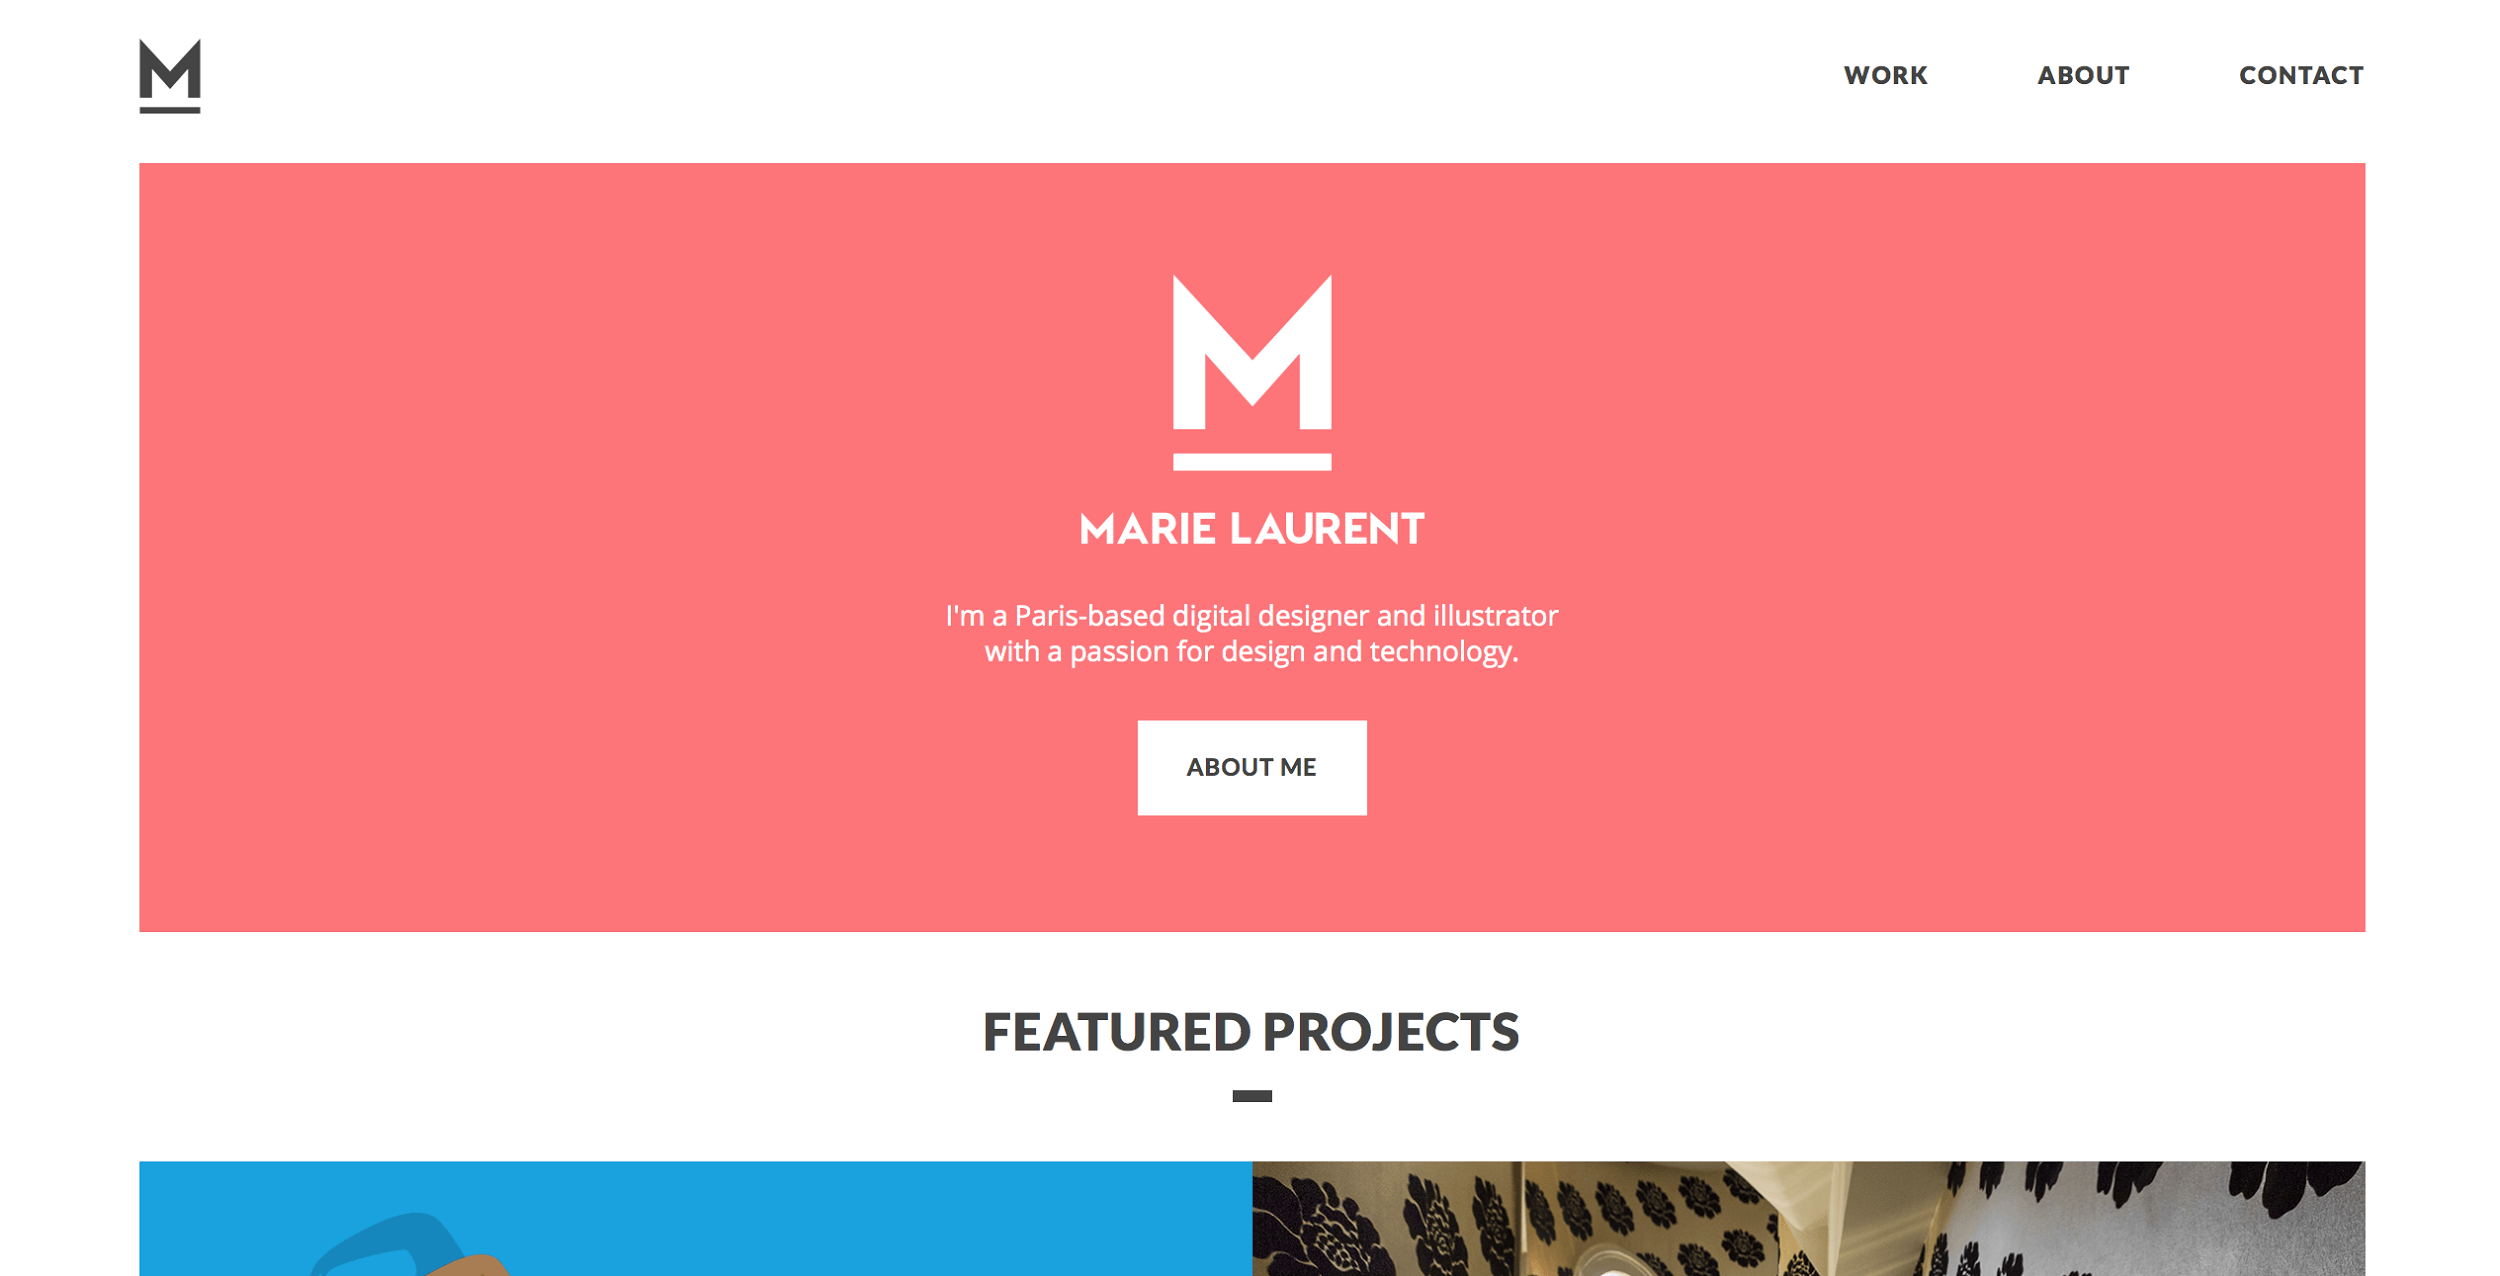 M
WORK ABOUT CONTACT
M
MARIE LAURENT
I'm a Paris-based digital designer and illustrator
with a passion for design and technology.
ABOUT ME
FEATURED PROJECTS